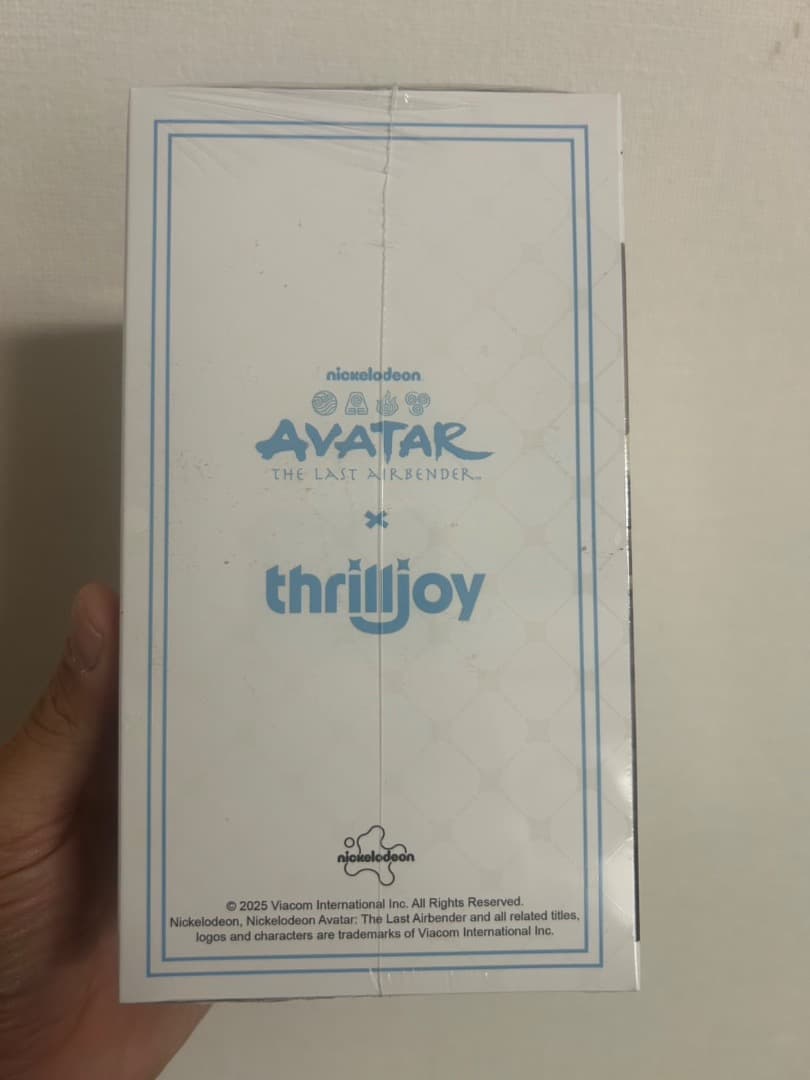 nickelodeon
AVATAR
THE LAST AIRBENDER™
×
thrilljoy
nickelodeon
© 2025 Viacom International Inc. All Rights Reserved.
Nickelodeon, Nickelodeon Avatar: The Last Airbender and all related titles,
logos and characters are trademarks of Viacom International Inc.